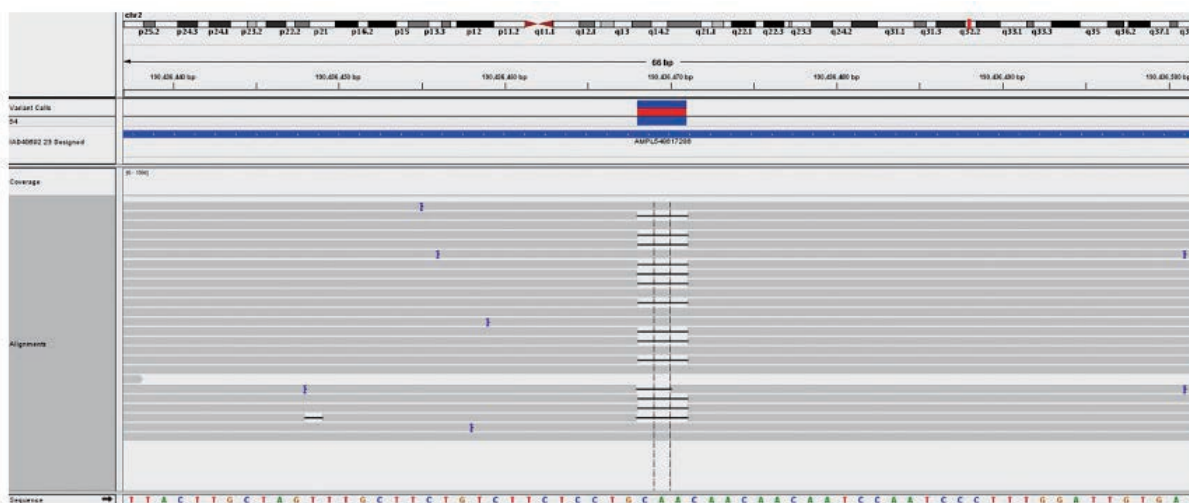 chr2
p25.2 p24.3 p24.1 p23.2 p22.2 p21 p16.2 p15 p13.3 p12 p11.2 q11.1 q12.1 q13 q14.2 q21.1 q22.1 q22.3 q23.3 q24.2 q31.1 q31.3 q32.2 q33.1 q33.3 q35 q36.2 q37.1 q3
66 bp
Variant Calls
54
Designed
Coverage
Alignments
Sequence T T A C T T G C T A G T T T G C T T C T G T C T T C T C C T G C A A C A A C A A C A A T C C A A T C C C T T T G G A T T G T G A